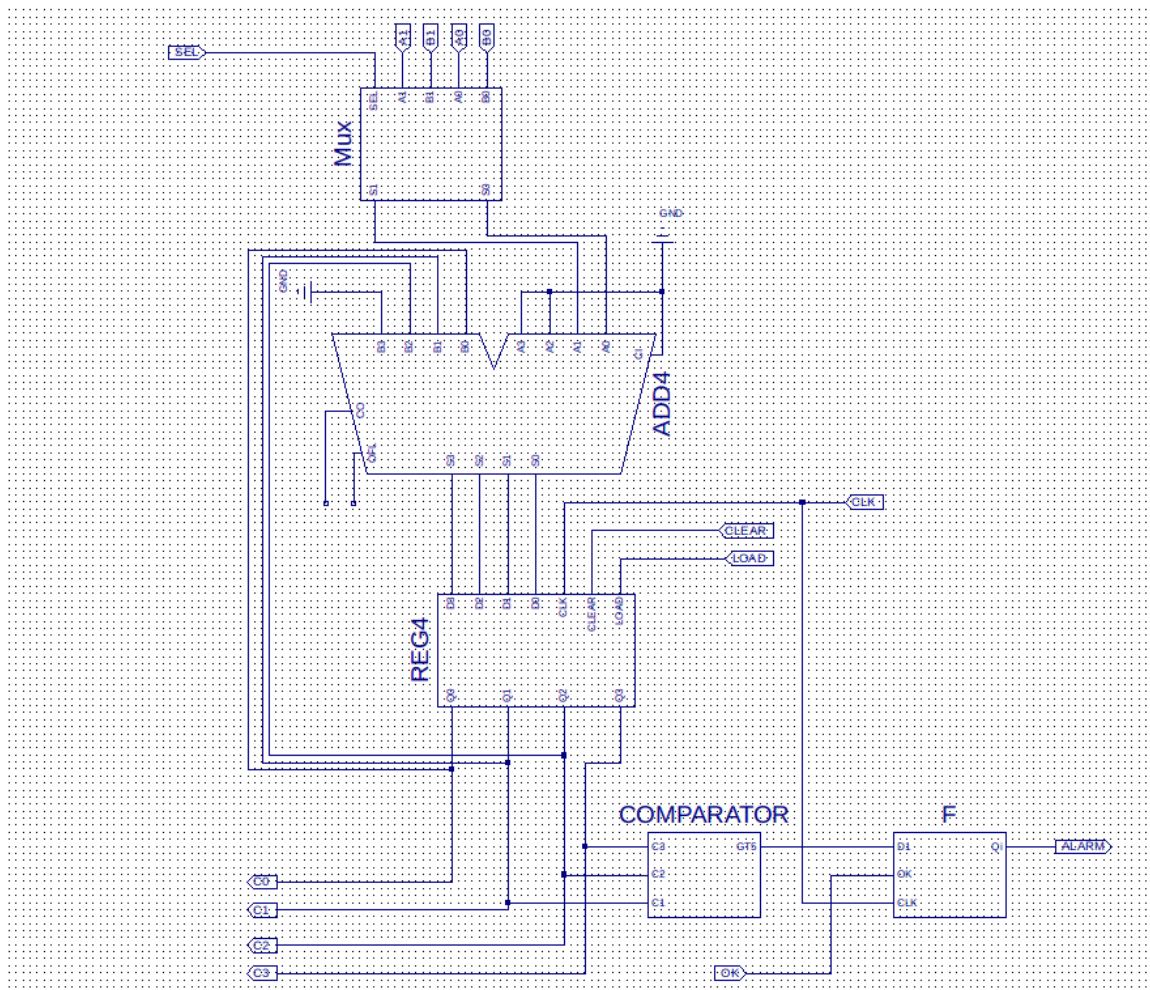 A1 B1 A0 B0
SEL
SEL A1 B1 A0 B0
Mux
S1 S0
GND
GND
B3 B2 B1 B0 A3 A2 A1 A0 CI
ADD4
CO
OFL
S3 S2 S1 S0
CLK
CLEAR
LOAD
D3 D2 D1 D0 CLK CLEAR LOAD
REG4
Q0 Q1 Q2 Q3
COMPARATOR F
C3 GT5 D1 Qi ALARM
C2 OK
C0
C1 CLK
C1
C2
C3 OK